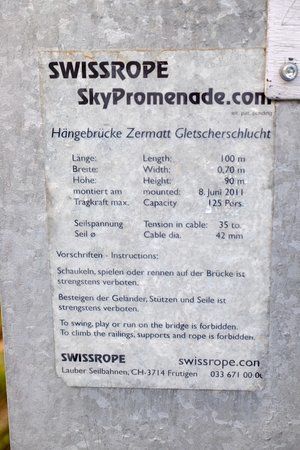 SWISSROPE
SkyPromenade.com
int. pat. pending
Hängebrücke Zermatt Gletscherschlucht
Länge: Length: 100 m
Breite: Width: 0,70 m
Höhe: Height: 90 m
montiert am mounted: 8. Juni 2011
Tragkraft max. Capacity 125 Pers.
Seilspannung Tension in cable: 35 to.
Seil ø Cable dia. 42 mm
Vorschriften - Instructions:
Schaukeln, spielen oder rennen auf der Brücke ist
strengstens verboten.
Besteigen der Geländer, Stützen und Seile ist
strengstens verboten.
To swing, play or run on the bridge is forbidden.
To climb the railings, supports and rope is forbidden.
SWISSROPE swissrope.com
Lauber Seilbahnen, CH-3714 Frutigen 033 671 00